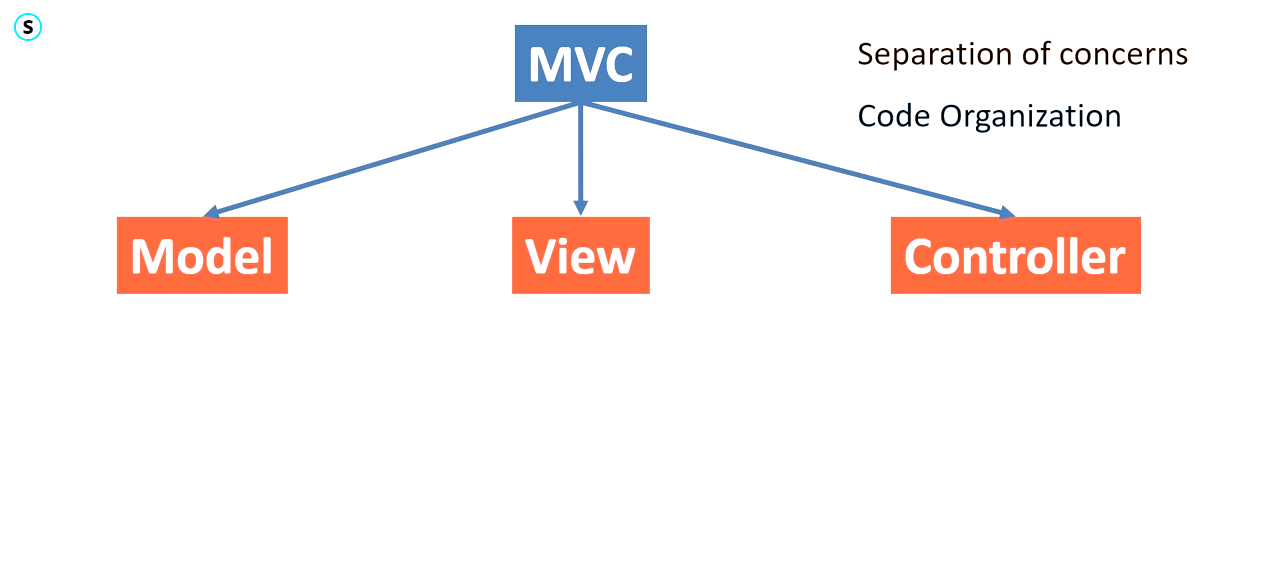 S
MVC
Separation of concerns
Code Organization
Model
View
Controller